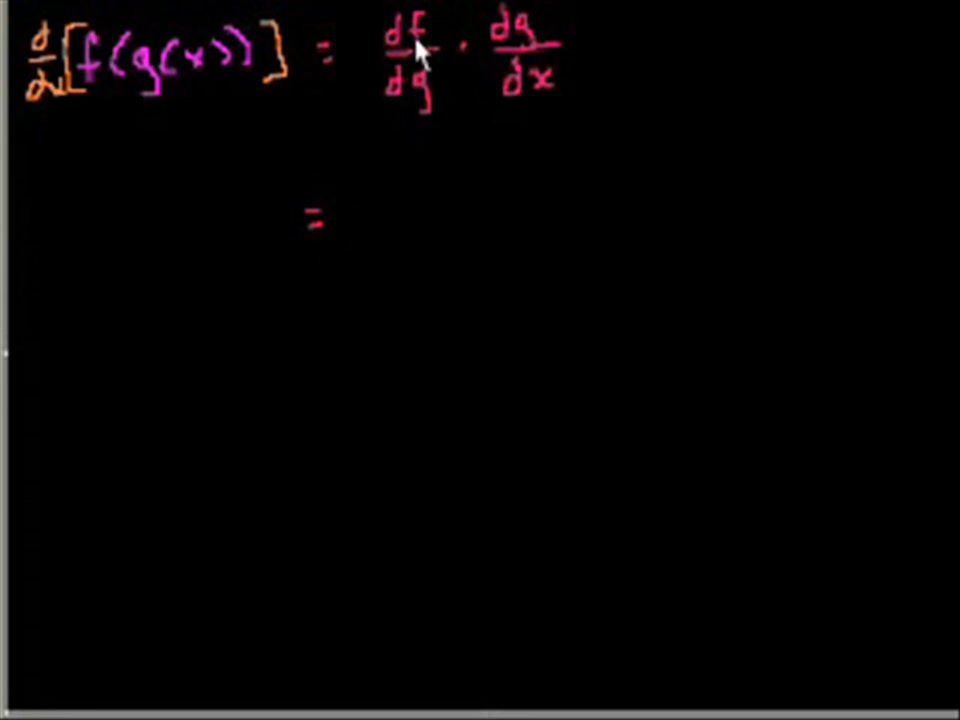 d/dx [f(g(x))] = df/dg · dg/dx
=